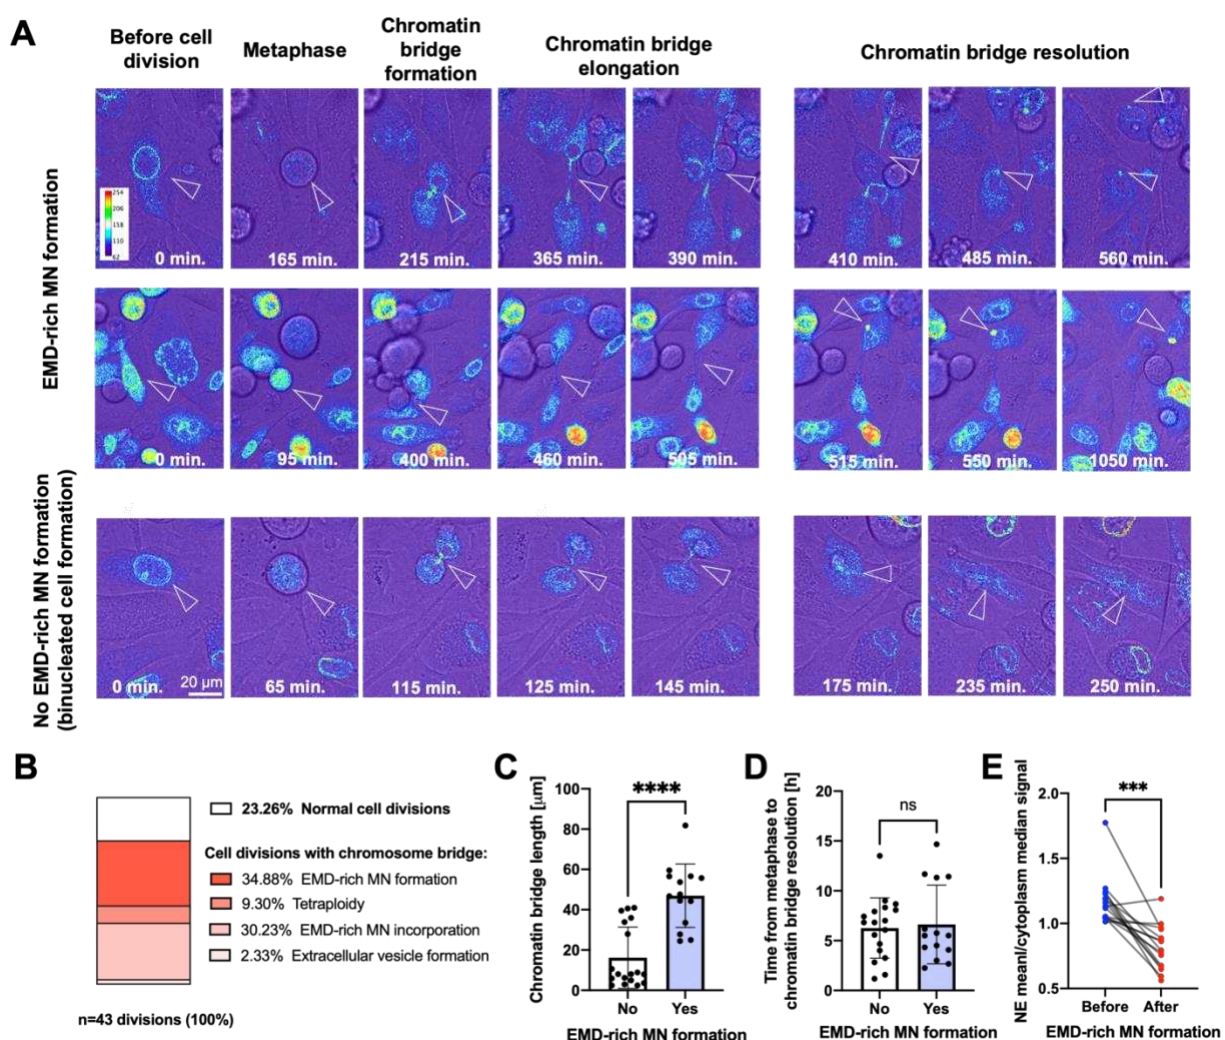 A
Before cell
division
Metaphase
Chromatin
bridge
formation
Chromatin bridge
elongation
Chromatin bridge resolution
EMD-rich MN formation
254
206
158
110
62
0 min.
165 min.
215 min.
365 min.
390 min.
410 min.
485 min.
560 min.
0 min.
95 min.
400 min.
460 min.
505 min.
515 min.
550 min.
1050 min.
No EMD-rich MN formation
(binucleated cell formation)
0 min.
20 µm
65 min.
115 min.
125 min.
145 min.
175 min.
235 min.
250 min.
B
23.26% Normal cell divisions
Cell divisions with chromosome bridge:
34.88% EMD-rich MN formation
9.30% Tetraploidy
30.23% EMD-rich MN incorporation
2.33% Extracellular vesicle formation
n=43 divisions (100%)
C
Chromatin bridge length [µm]
100
80
60
40
20
0
****
No
Yes
EMD-rich MN formation
D
Time from metaphase to
chromatin bridge resolution [h]
20
15
10
5
0
ns
No
Yes
EMD-rich MN formation
E
NE mean/cytoplasm median signal
2.0
1.5
1.0
0.5
***
Before
After
EMD-rich MN formation